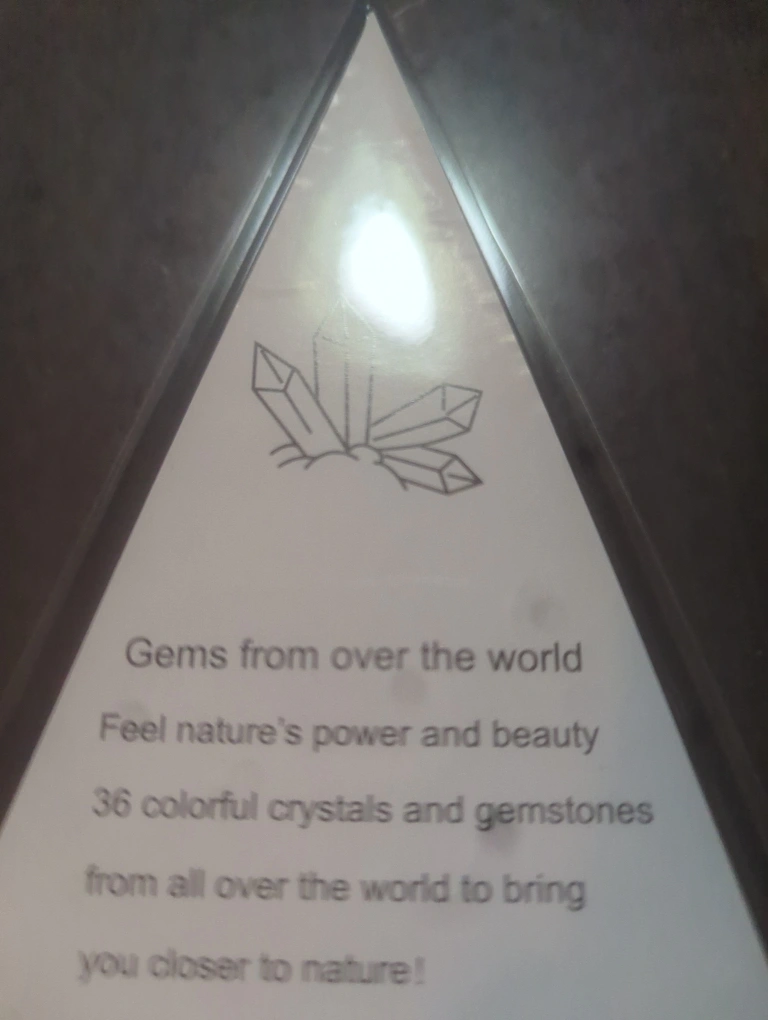 Gems from over the world
Feel nature's power and beauty
36 colorful crystals and gemstones
from all over the world to bring
you closer to nature!